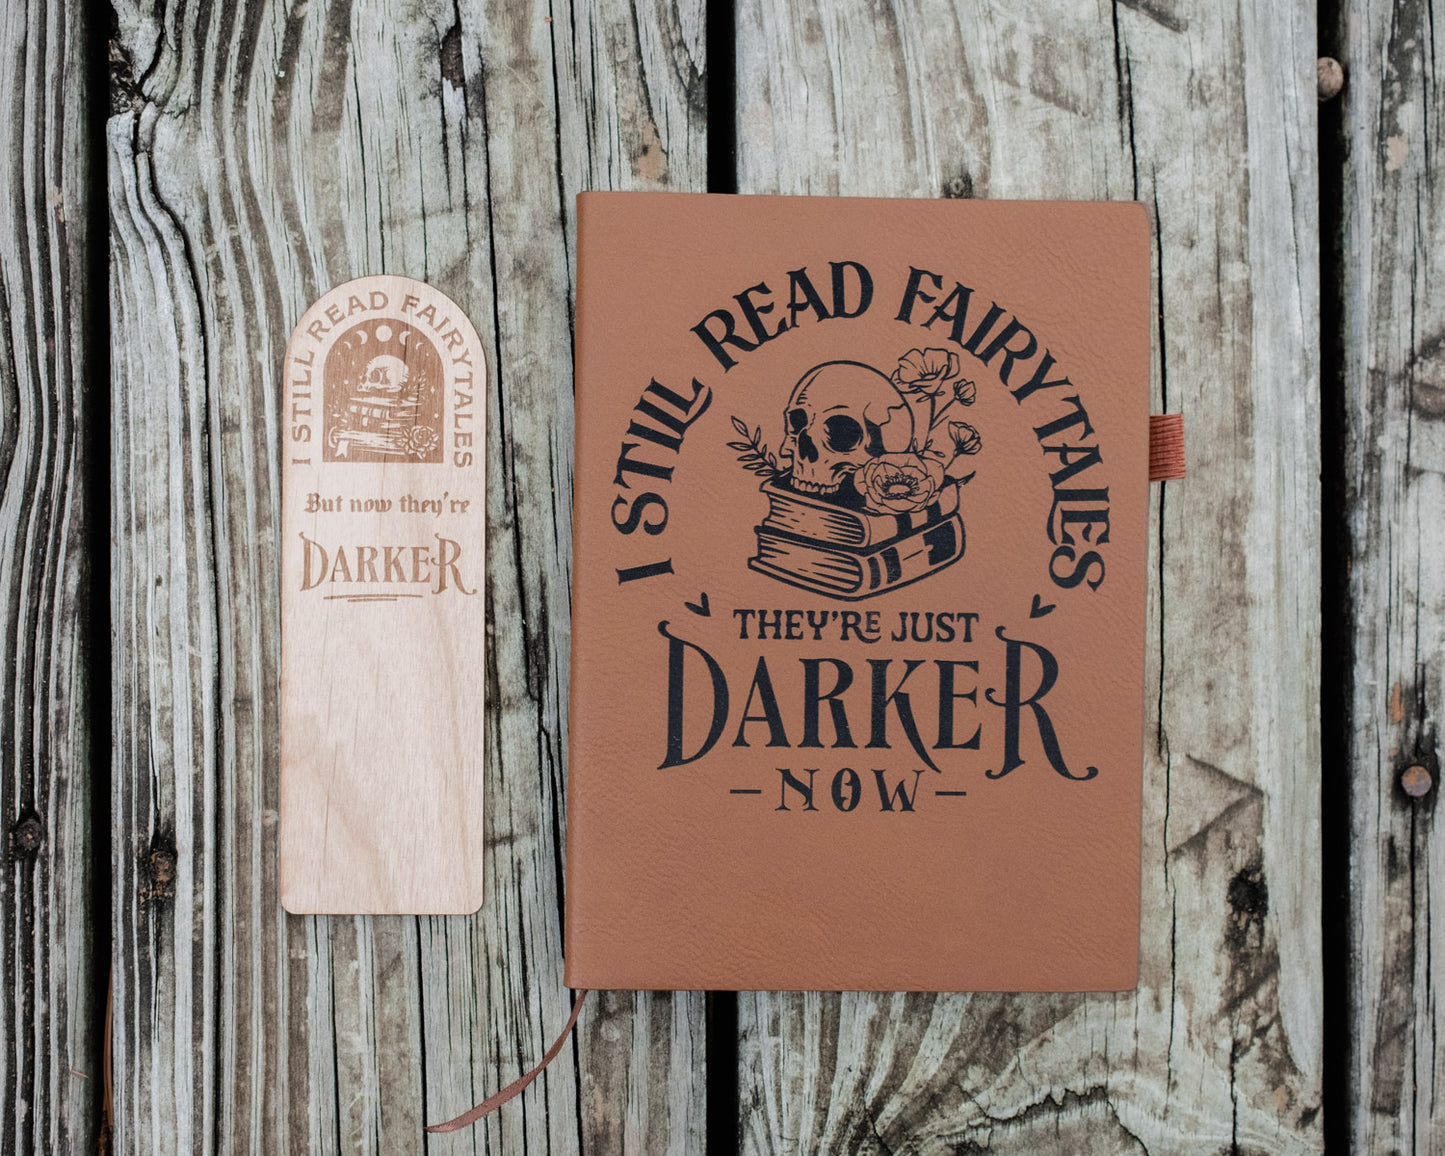 I STILL READ FAIRYTALES
But now they're
DARKER
I STILL READ FAIRYTALES
THEY'RE JUST
DARKER
-NOW-